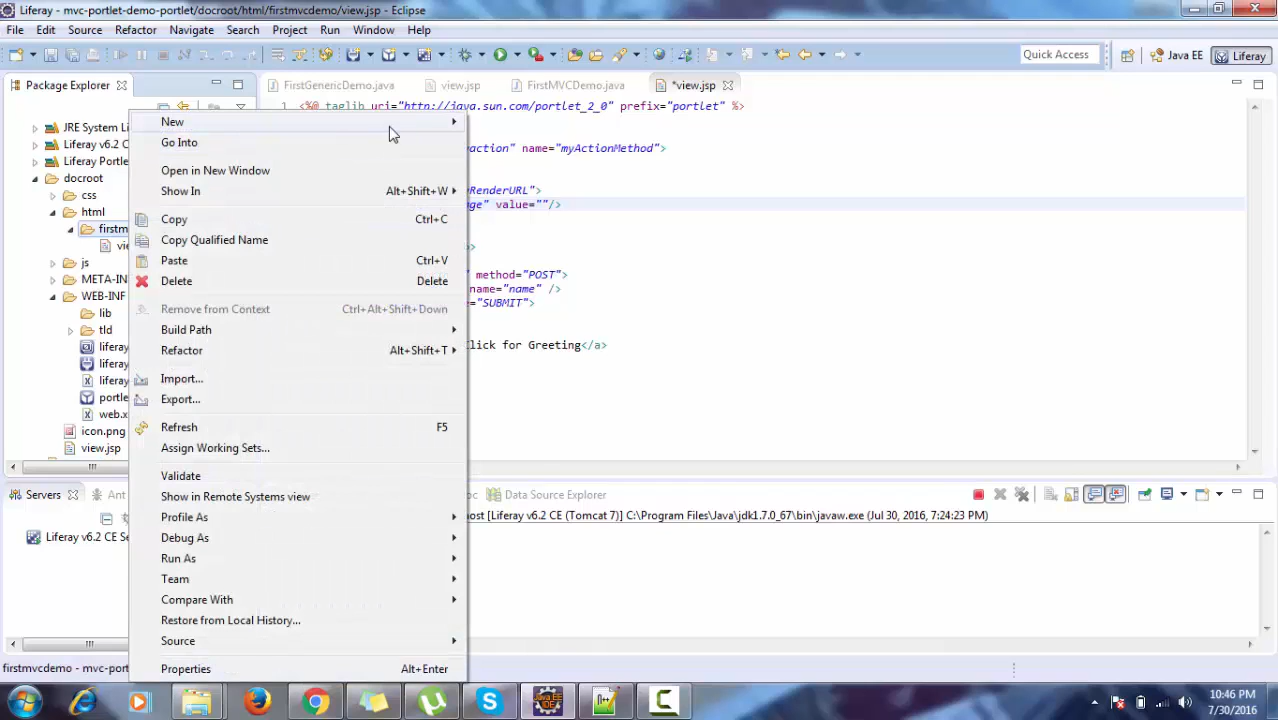 Liferay - mvc-portlet-demo-portlet/docroot/html/firstmvcdemo/view.jsp - Eclipse
File Edit Source Refactor Navigate Search Project Run Window Help
Quick Access Java EE Liferay
Package Explorer FirstGenericDemo.java view.jsp FirstMVCDemo.java *view.jsp
1 <%@ taglib uri="http://java.sun.com/portlet_2_0" prefix="portlet" %>
JRE System Li
Liferay v6.2 C
Liferay Portle
docroot
css
html
firstm
vi
js
META-INF
WEB-INF
lib
tld
liferay
liferay
liferay
portle
web.x
icon.png
view.jsp
New
Go Into
Open in New Window
Show In Alt+Shift+W
Copy Ctrl+C
Copy Qualified Name
Paste Ctrl+V
Delete Delete
Remove from Context Ctrl+Alt+Shift+Down
Build Path
Refactor Alt+Shift+T
Import...
Export...
Refresh F5
Assign Working Sets...
Validate
Show in Remote Systems view
Profile As
Debug As
Run As
Team
Compare With
Restore from Local History...
Source
Properties Alt+Enter
action" name="myActionMethod">
yRenderURL">
ge" value=""/>
>
" method="POST">
name="name" />
e="SUBMIT">
lick for Greeting</a>
Servers Ant oc Data Source Explorer
ost [Liferay v6.2 CE (Tomcat 7)] C:\Program Files\Java\jdk1.7.0_67\bin\javaw.exe (Jul 30, 2016, 7:24:23 PM)
Liferay v6.2 CE Se
firstmvcdemo - mvc-port
10:46 PM
7/30/2016